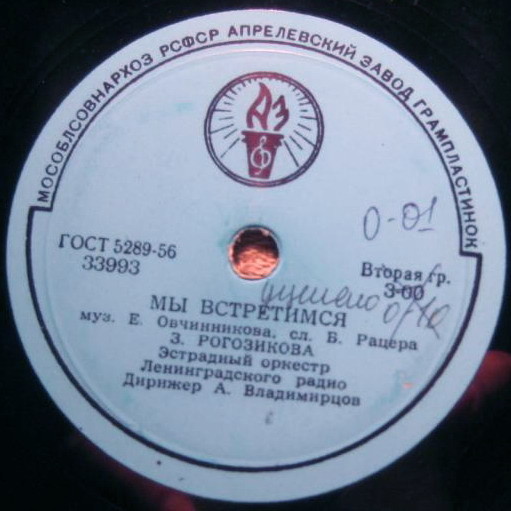 МОСОБЛСОВНАРХОЗ РСФСР АПРЕЛЕВСКИЙ ЗАВОД ГРАМПЛАСТИНОК
АЗ
0-01
ГОСТ 5289-56
33993
Вторая гр.
3-00
МЫ ВСТРЕТИМСЯ
муз. Е. Овчинникова, сл. Б. Рацера
З. РОГОЗИКОВА
Эстрадный оркестр
Ленинградского радио
Дирижер А. Владимирцов